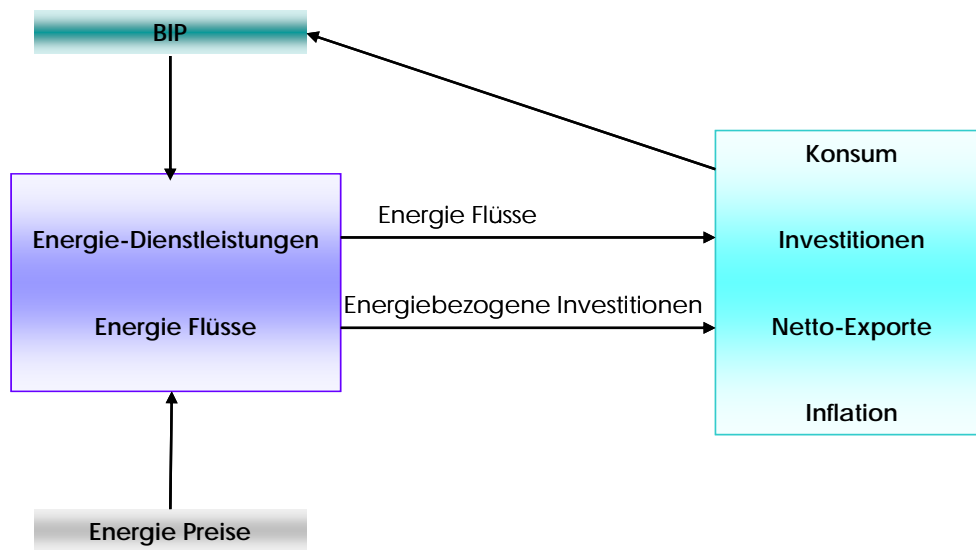 BIP
Konsum
Energie Flüsse
Energie-Dienstleistungen
Investitionen
Energiebezogene Investitionen
Energie Flüsse
Netto-Exporte
Inflation
Energie Preise